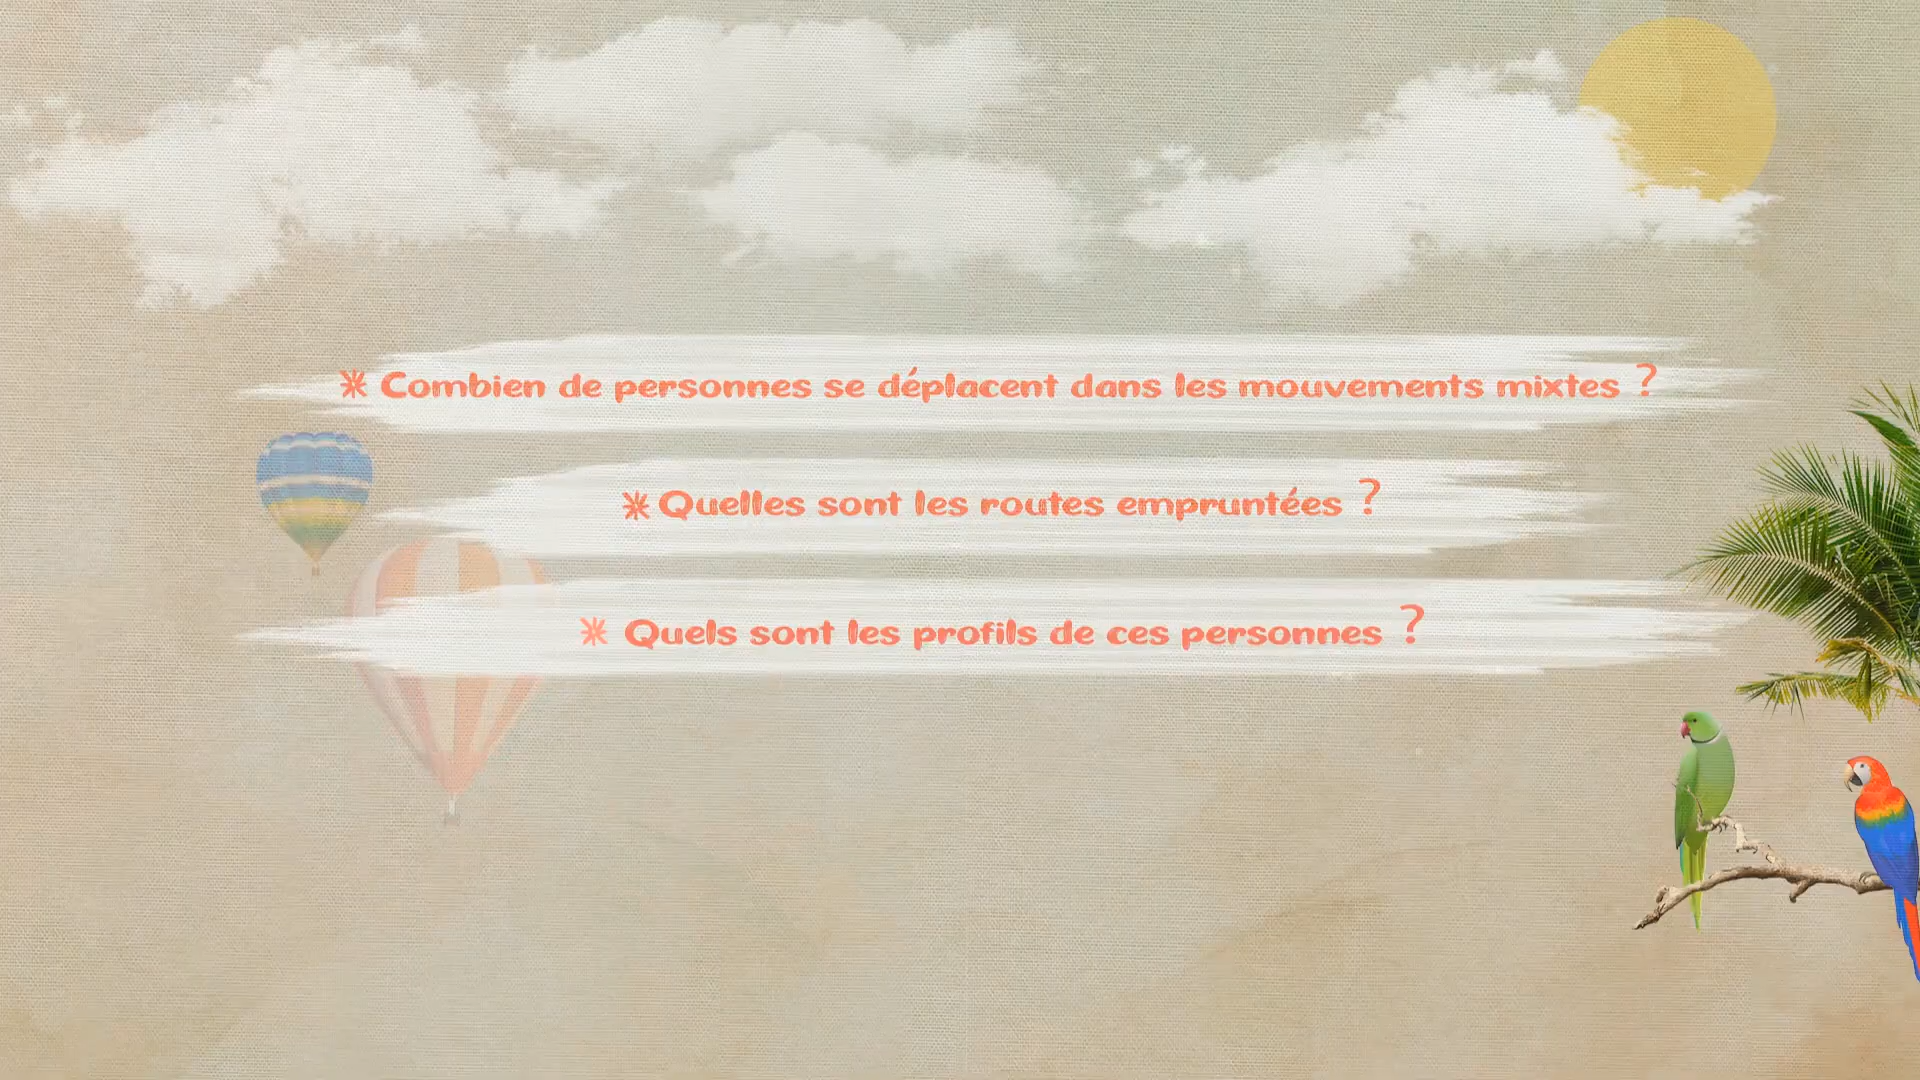 Combien de personnes se déplacent dans les mouvements mixtes ?
Quelles sont les routes empruntées ?
Quels sont les profils de ces personnes ?